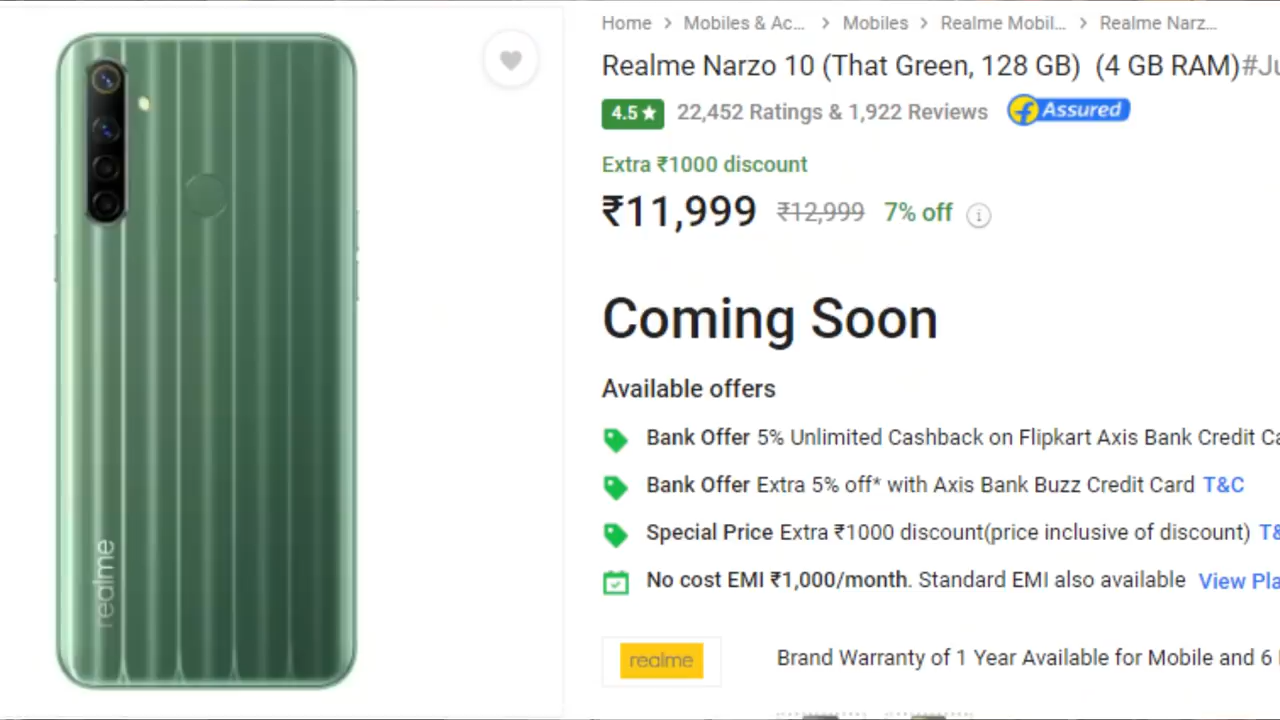 Home > Mobiles & Ac... > Mobiles > Realme Mobil... > Realme Narz...
Realme Narzo 10 (That Green, 128 GB) (4 GB RAM)#Ju
4.5★ 22,452 Ratings & 1,922 Reviews Assured
Extra ₹1000 discount
₹11,999 ₹12,999 7% off i
Coming Soon
Available offers
Bank Offer 5% Unlimited Cashback on Flipkart Axis Bank Credit Ca
Bank Offer Extra 5% off* with Axis Bank Buzz Credit Card T&C
Special Price Extra ₹1000 discount(price inclusive of discount) T&
No cost EMI ₹1,000/month. Standard EMI also available View Pla
realme
realme
Brand Warranty of 1 Year Available for Mobile and 6